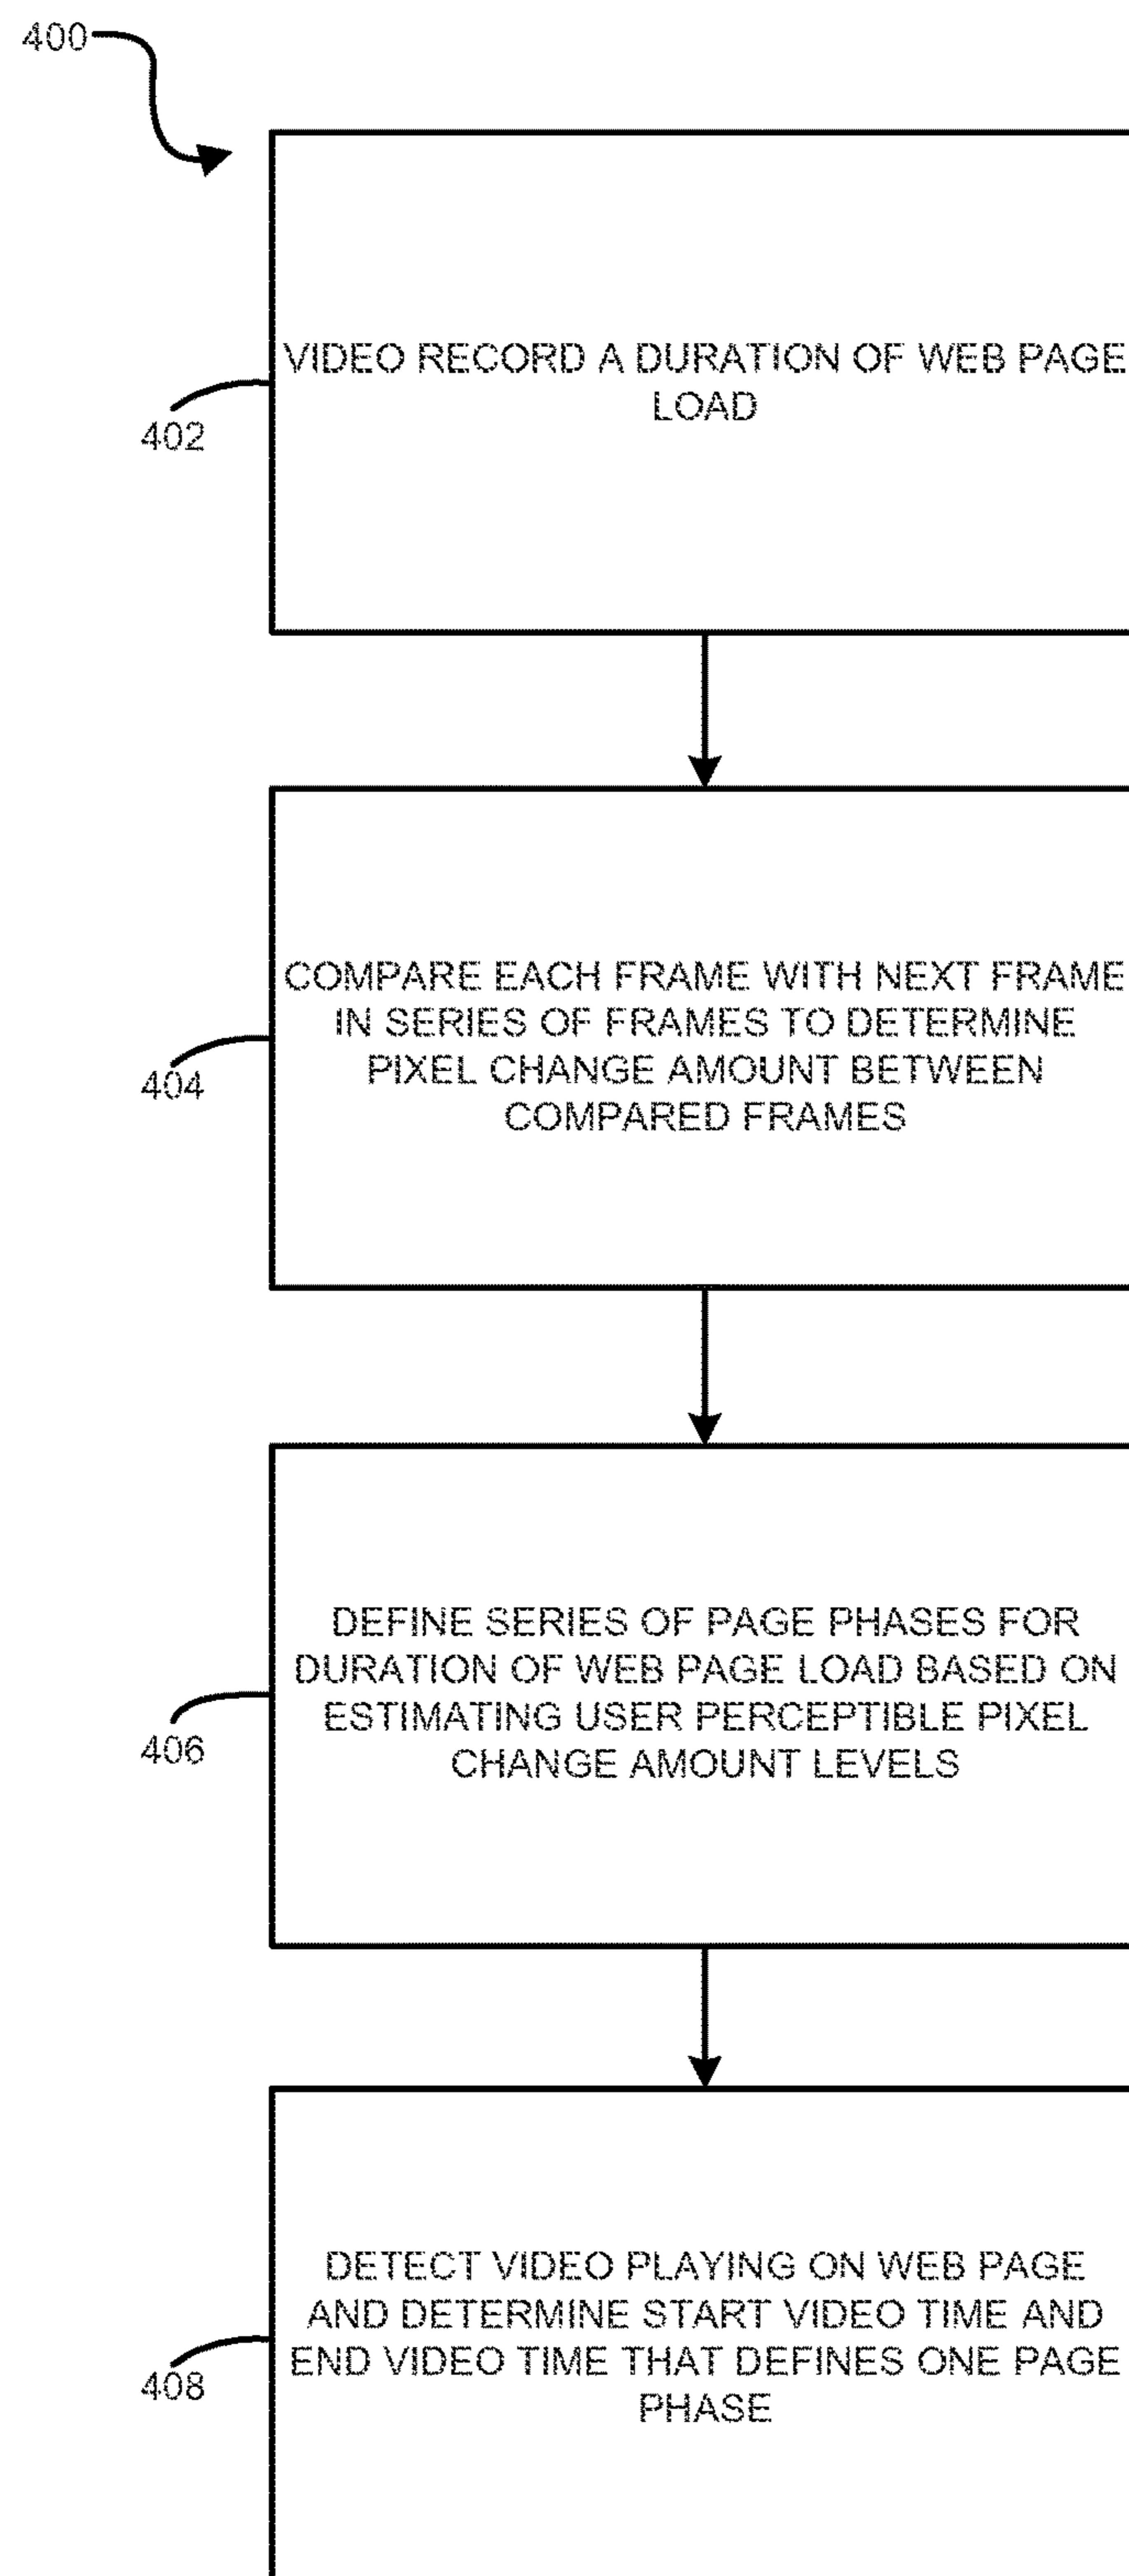 400
VIDEO RECORD A DURATION OF WEB PAGE
LOAD
402
COMPARE EACH FRAME WITH NEXT FRAME
IN SERIES OF FRAMES TO DETERMINE
PIXEL CHANGE AMOUNT BETWEEN
COMPARED FRAMES
404
DEFINE SERIES OF PAGE PHASES FOR
DURATION OF WEB PAGE LOAD BASED ON
ESTIMATING USER PERCEPTIBLE PIXEL
CHANGE AMOUNT LEVELS
406
DETECT VIDEO PLAYING ON WEB PAGE
AND DETERMINE START VIDEO TIME AND
END VIDEO TIME THAT DEFINES ONE PAGE
PHASE
408